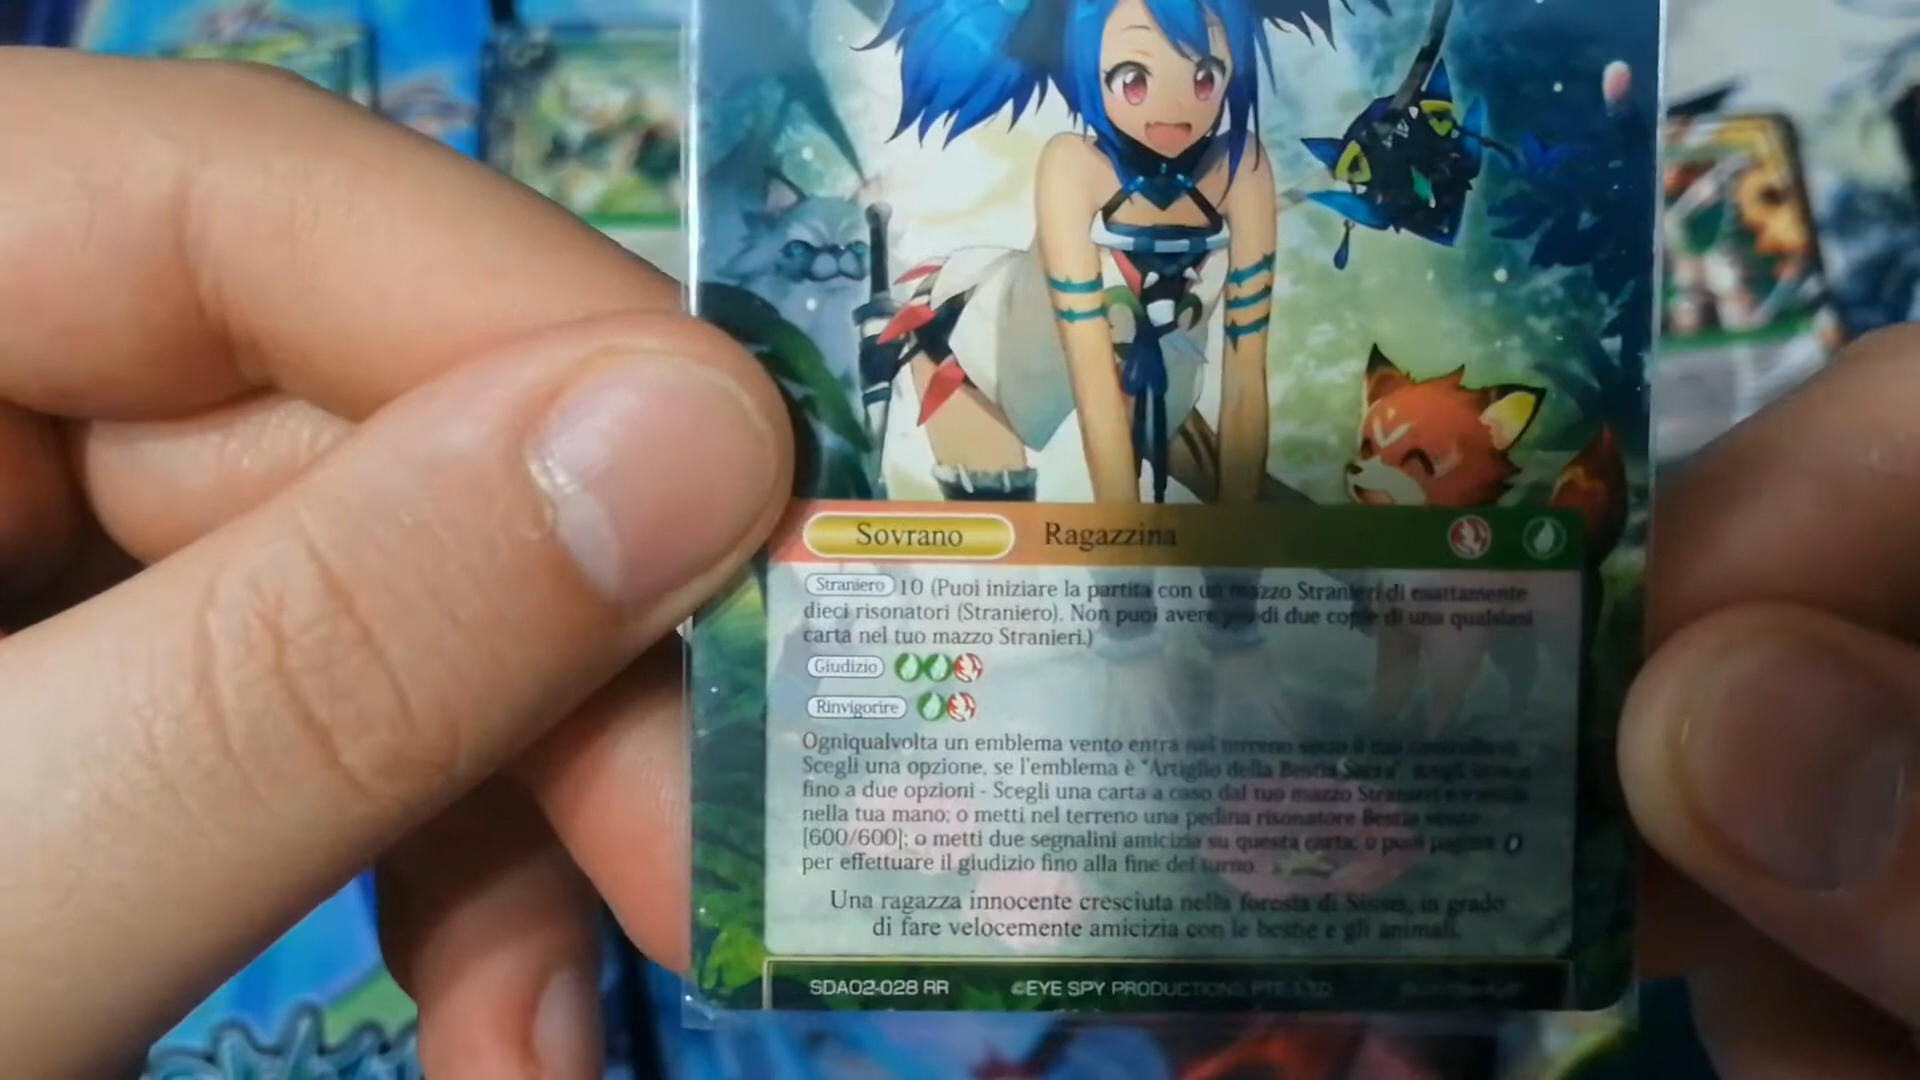 Sovrano Ragazzina
Straniero 10 (Puoi iniziare la partita con un mazzo Stranieri di esattamente
dieci risonatori (Straniero). Non puoi avere più di due copie di una qualsiasi
carta nel tuo mazzo Stranieri.)
Giudizio
Rinvigorire
Ogniqualvolta un emblema vento entra nel terreno sotto il tuo controllo:
Scegli una opzione, se l'emblema è "Artiglio della Bestia Sacra", scegli invece
fino a due opzioni - Scegli una carta a caso dal tuo mazzo Stranieri e mettila
nella tua mano; o metti nel terreno una pedina risonatore Bestia vento
[600/600]; o metti due segnalini amicizia su questa carta; o puoi pagare 0
per effettuare il giudizio fino alla fine del turno.
Una ragazza innocente cresciuta nella foresta di Sissei, in grado
di fare velocemente amicizia con le bestie e gli animali.
SDAO2-028 RR ©EYE SPY PRODUCTIONS PTE LTD